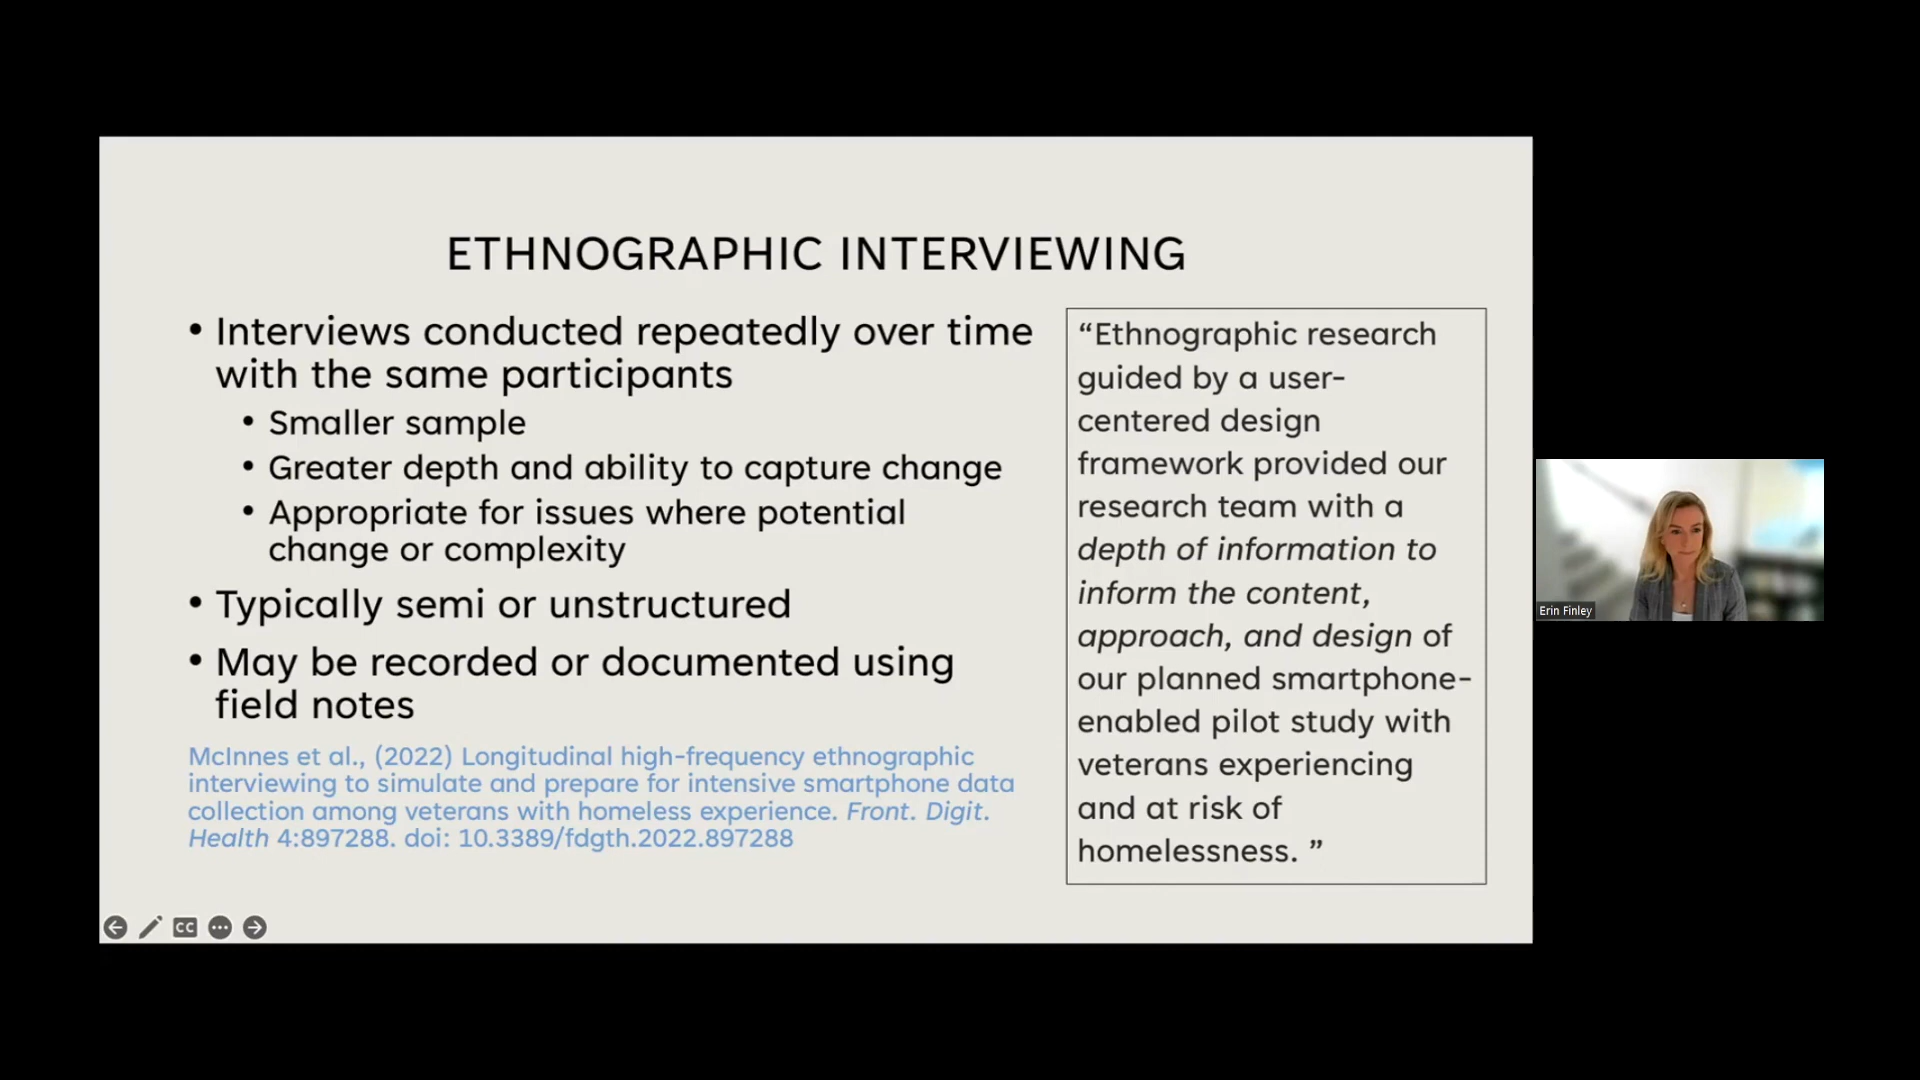 ETHNOGRAPHIC INTERVIEWING
• Interviews conducted repeatedly over time
with the same participants
• Smaller sample
• Greater depth and ability to capture change
• Appropriate for issues where potential
change or complexity
• Typically semi or unstructured
• May be recorded or documented using
field notes
McInnes et al., (2022) Longitudinal high-frequency ethnographic
interviewing to simulate and prepare for intensive smartphone data
collection among veterans with homeless experience. Front. Digit.
Health 4:897288. doi: 10.3389/fdgth.2022.897288
“Ethnographic research
guided by a user-
centered design
framework provided our
research team with a
depth of information to
inform the content,
approach, and design of
our planned smartphone-
enabled pilot study with
veterans experiencing
and at risk of
homelessness. ”
CC
Erin Finley